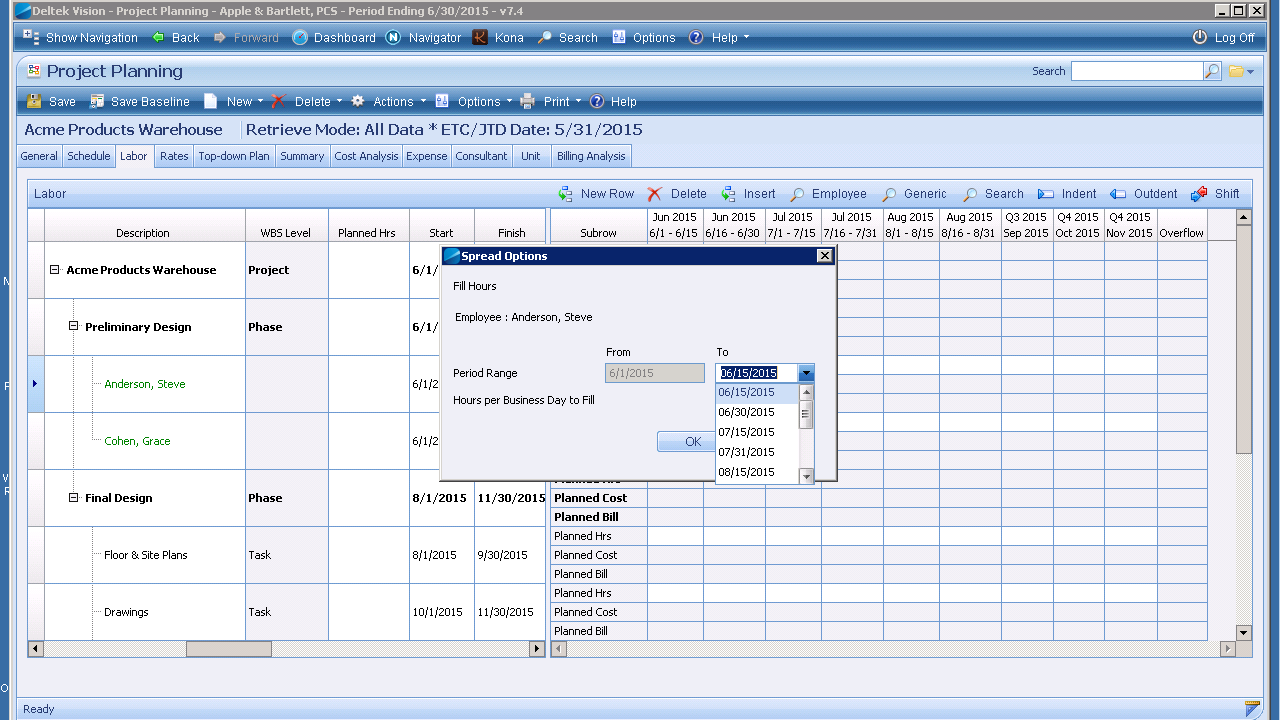 Deltek Vision - Project Planning - Apple & Bartlett, PCS - Period Ending 6/30/2015 - v7.4
Show Navigation Back Forward Dashboard Navigator Kona Search Options Help Log Off
Project Planning Search
Save Save Baseline New Delete Actions Options Print Help
Acme Products Warehouse Retrieve Mode: All Data * ETC/JTD Date: 5/31/2015
General Schedule Labor Rates Top-down Plan Summary Cost Analysis Expense Consultant Unit Billing Analysis
Labor New Row Delete Insert Employee Generic Search Indent Outdent Shift
Jun 2015 Jun 2015 Jul 2015 Jul 2015 Aug 2015 Aug 2015 Q3 2015 Q4 2015 Q4 2015
Description WBS Level Planned Hrs Start Finish Subrow 6/1 - 6/15 6/16 - 6/30 7/1 - 7/15 7/16 - 7/31 8/1 - 8/15 8/16 - 8/31 Sep 2015 Oct 2015 Nov 2015 Overflow
Spread Options
Acme Products Warehouse Project 6/1/
Fill Hours
Employee : Anderson, Steve
Preliminary Design Phase 6/1/
From To
Period Range 6/1/2015 06/15/2015
Anderson, Steve 6/1/2
06/15/2015
Hours per Business Day to Fill
06/30/2015
07/15/2015
Cohen, Grace 6/1/2
OK
07/31/2015
08/15/2015
Final Design Phase 8/1/2015 11/30/2015 Planned Cost
Planned Bill
Planned Hrs
Floor & Site Plans Task 8/1/2015 9/30/2015 Planned Cost
Planned Bill
Planned Hrs
Drawings Task 10/1/2015 11/30/2015 Planned Cost
Planned Bill
Ready